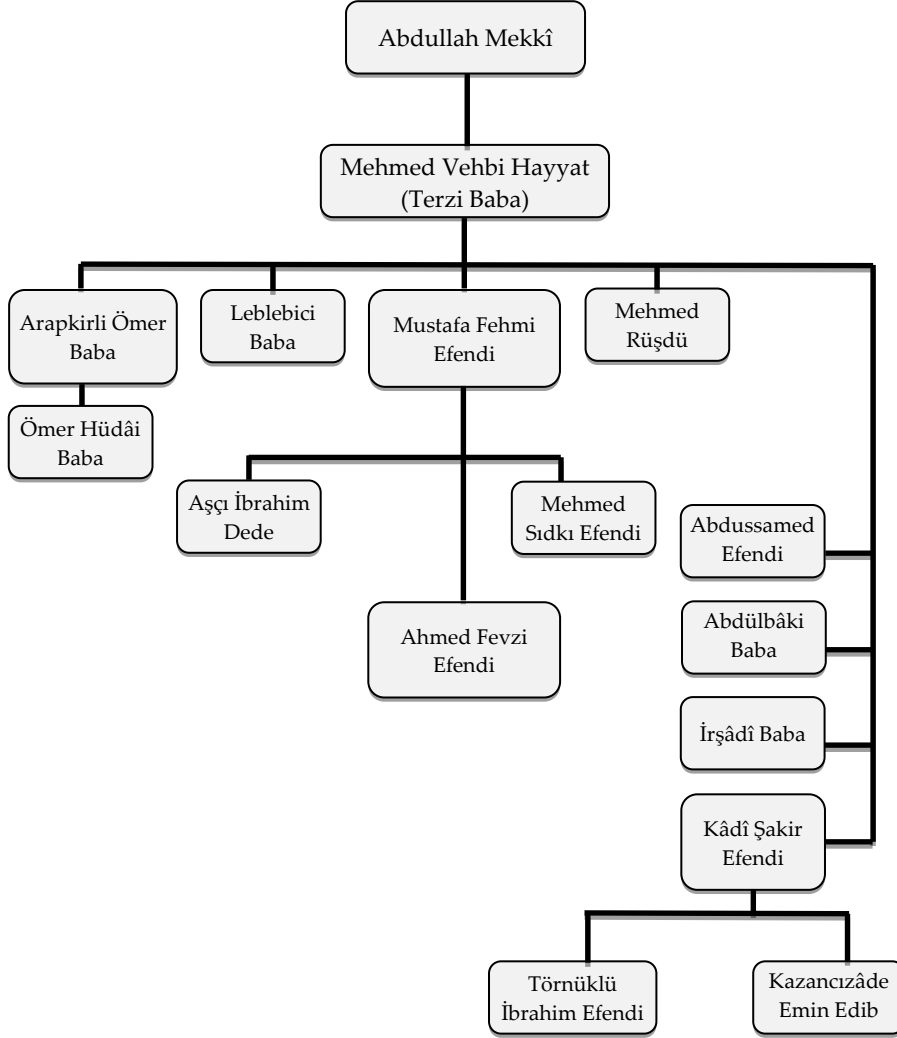 Abdullah Mekkî
Mehmed Vehbi Hayyat
(Terzi Baba)
Arapkirli Ömer
Baba
Leblebici
Baba
Mustafa Fehmi
Efendi
Mehmed
Rüşdü
Ömer Hüdâi
Baba
Aşçı İbrahim
Dede
Mehmed
Sıdkı Efendi
Ahmed Fevzi
Efendi
Abdussamed
Efendi
Abdülbâki
Baba
İrşâdî Baba
Kâdî Şakir
Efendi
Törnüklü
İbrahim Efendi
Kazancızâde
Emin Edib